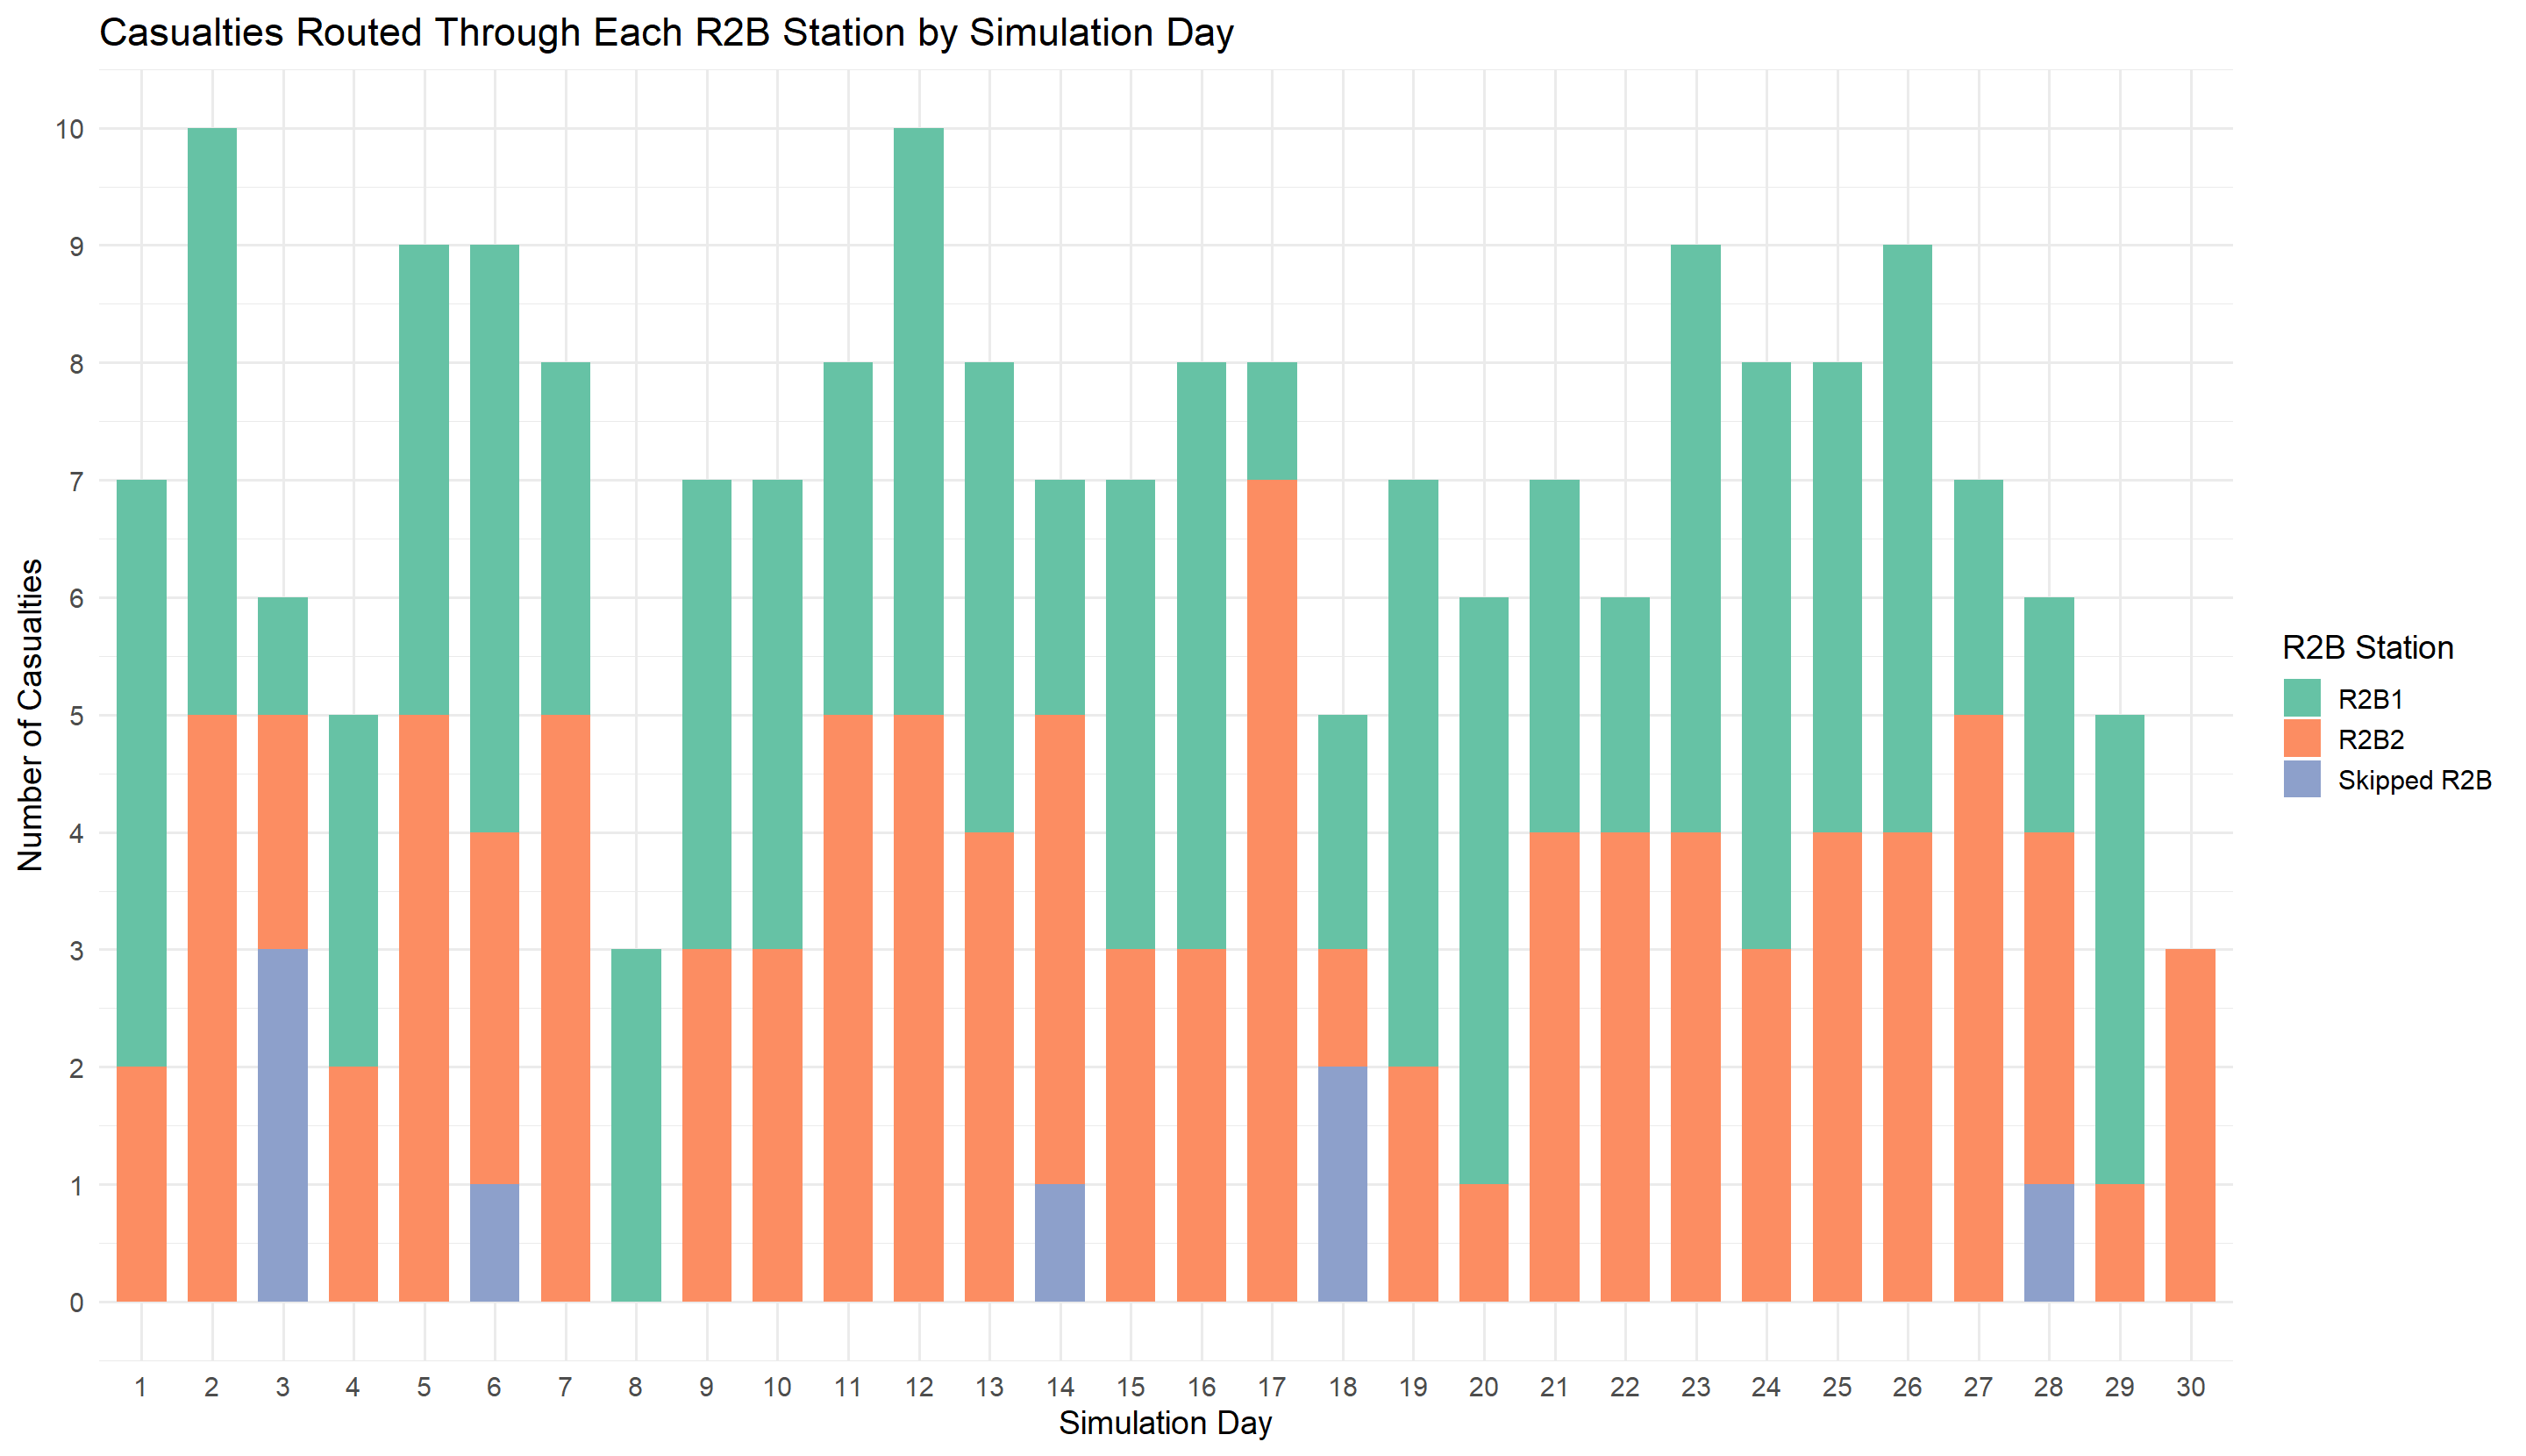 Casualties Routed Through Each R2B Station by Simulation Day
10
9
8
7
6
5
4
3
2
1
0
Number of Casualties
1 2 3 4 5 6 7 8 9 10 11 12 13 14 15 16 17 18 19 20 21 22 23 24 25 26 27 28 29 30
Simulation Day
R2B Station
R2B1
R2B2
Skipped R2B